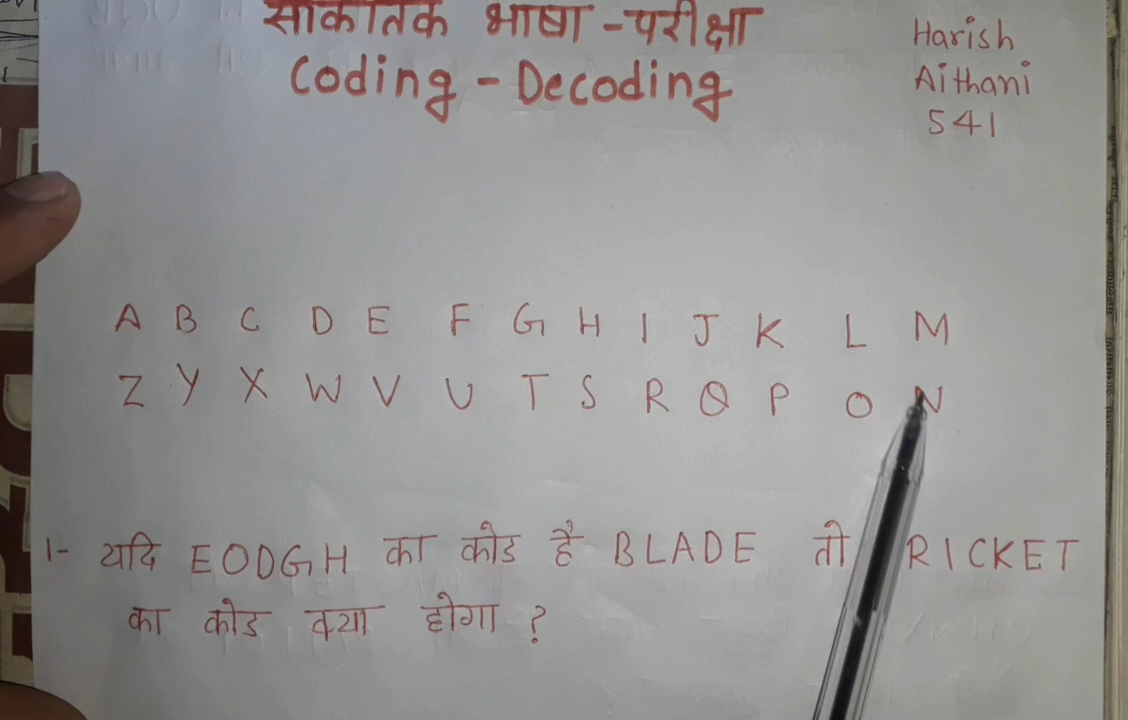 सांकेतिक भाषा - परीक्षा
Coding - Decoding
Harish
Aithani
541
A B C D E F G H I J K L M
Z Y X W V U T S R Q P O N
1- यदि EODGH का कोड है BLADE तो RICKET
का कोड क्या होगा ?